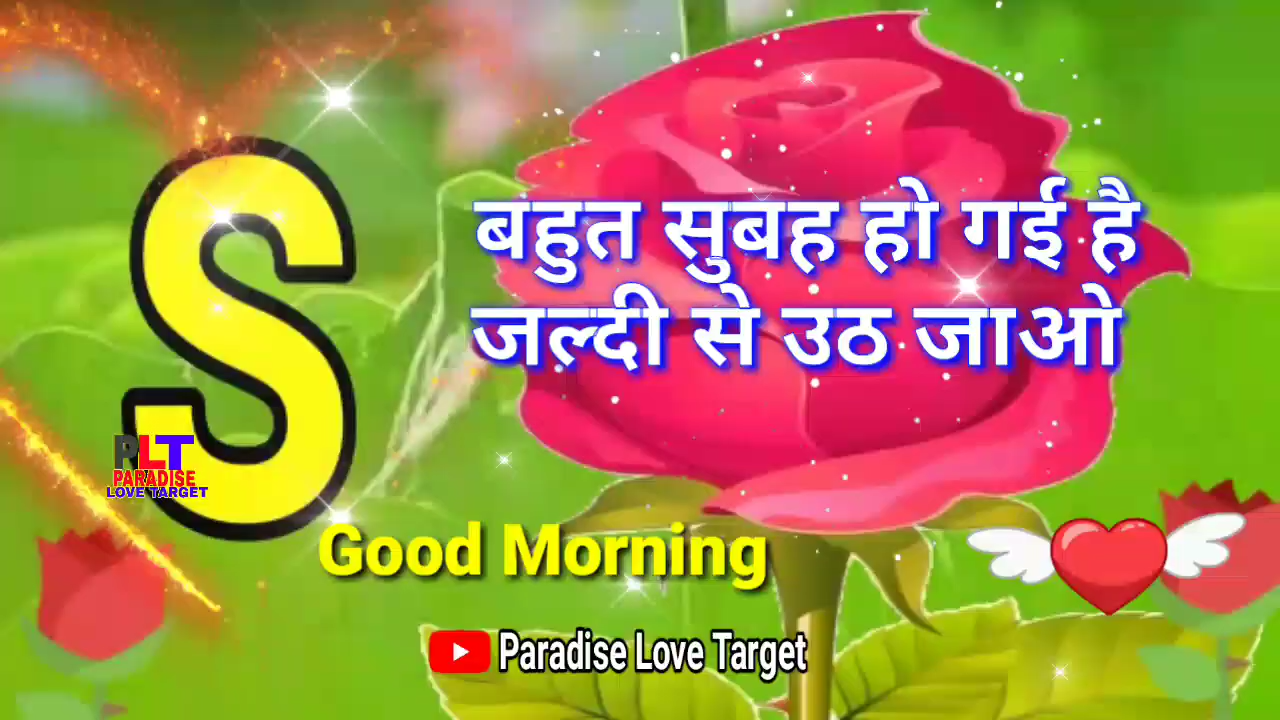 S
बहुत सुबह हो गई है
जल्दी से उठ जाओ
PLT
PARADISE
LOVE TARGET
Good Morning
Paradise Love Target